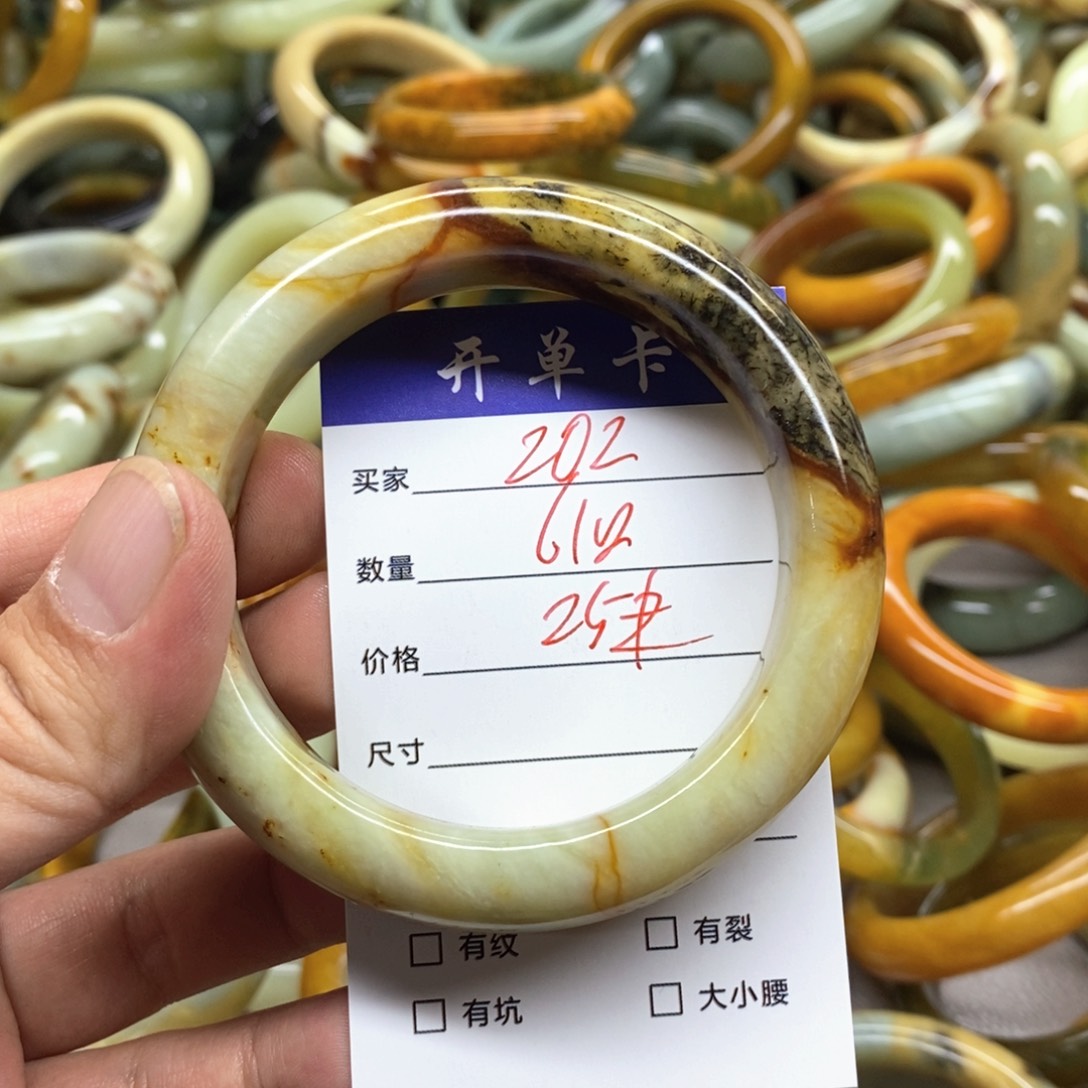 开单卡
买家 202
数量
价格 25
尺寸
有纹 有裂
有坑 大小腰